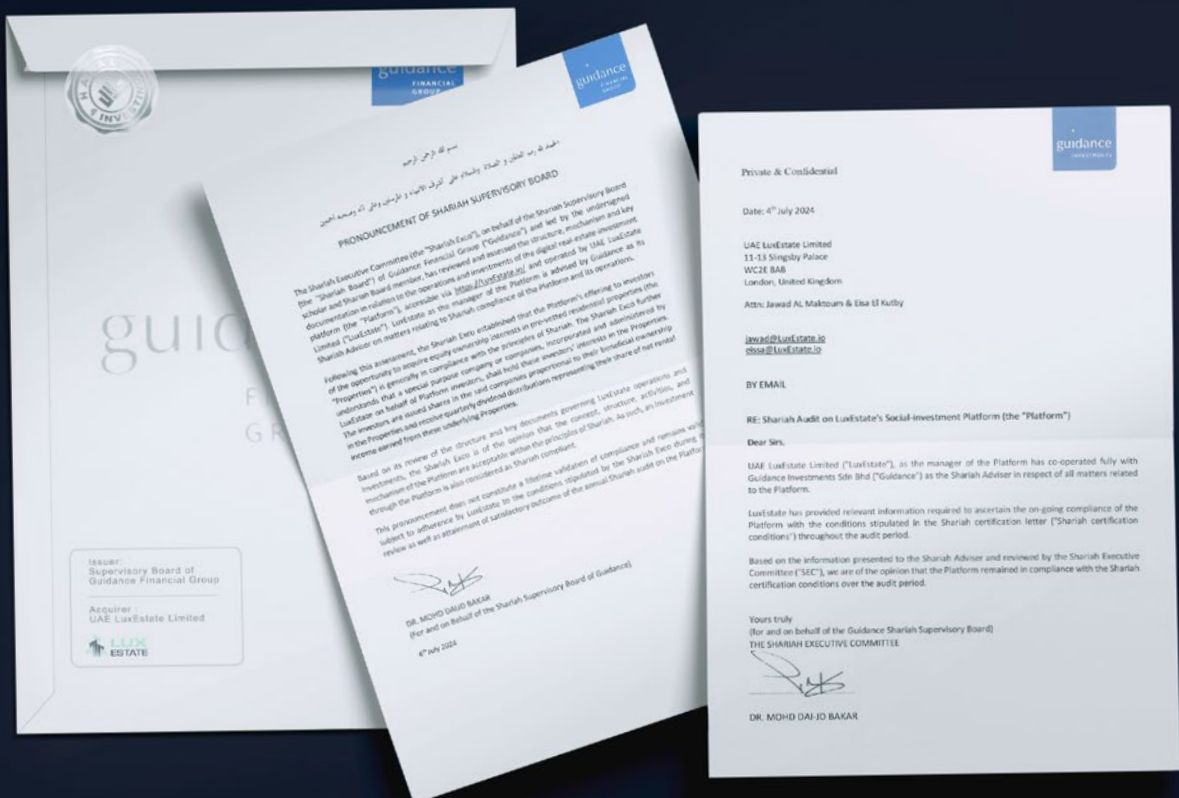 guidance
FINANCIAL
GROUP
Issuer:
Supervisory Board of
Guidance Financial Group
Acquirer :
UAE LuxEstate Limited
LUX
ESTATE
guidance
FINANCIAL
GROUP
بسم الله الرحمن الرحيم
PRONOUNCEMENT OF SHARIAH SUPERVISORY BOARD
The Shariah Executive Committee (the "Shariah Exco"), on behalf of the Shariah Supervisory Board
(the "Shariah Board") of Guidance Financial Group ("Guidance") and led by the undersigned
scholar and Shariah Board member, has reviewed and assessed the structure, mechanism and key
documentation in relation to the operations and investments of the digital real-estate investment
platform (the "Platform"), accessible via https://LuxEstate.io/ and operated by UAE LuxEstate
Limited ("LuxEstate"). LuxEstate as the manager of the Platform is advised by Guidance as its
Shariah Advisor on matters relating to Shariah compliance of the Platform and its operations.
Following this assessment, the Shariah Exco established that the Platform's offering to investors
of the opportunity to acquire equity ownership interests in pre-vetted residential properties (the
"Properties") is generally in compliance with the principles of Shariah. The Shariah Exco further
understands that a special purpose company or companies, incorporated and administered by
LuxEstate on behalf of Platform investors, shall hold these investors' interests in the Properties.
The investors are issued shares in the said companies proportional to their beneficial ownership
in the Properties and receive quarterly dividend distributions representing their share of net rental
income earned from these underlying Properties.
Based on its review of the structure and key documents governing LuxEstate operations and
investments, the Shariah Exco is of the opinion that the concept, structure, activities, and
mechanism of the Platform are acceptable within the principles of Shariah. As such, an investment
through the Platform is also considered as Shariah compliant.
This pronouncement does not constitute a lifetime validation of compliance and remains valid
subject to adherence by LuxEstate to the conditions stipulated by the Shariah Exco during
review as well as attainment of satisfactory outcome of the annual Shariah audit on the Platfor
DR. MOHD DAIJO BAKAR
(For and on Behalf of the Shariah Supervisory Board of Guidance)
4th July 2024
guidance
INVESTMENTS
Private & Confidential
Date: 4th July 2024
UAE LuxEstate Limited
11-13 Slingsby Palace
WC2E 8AB
London, United Kingdom
Attn: Jawad AL Maktoum & Eisa El Kutby
jawad@LuxEstate.io
eissa@LuxEstate.io
BY EMAIL
RE: Shariah Audit on LuxEstate's Social-investment Platform (the "Platform")
Dear Sirs,
UAE LuxEstate Limited ("LuxEstate"), as the manager of the Platform has co-operated fully with
Guidance Investments Sdn Bhd ("Guidance") as the Shariah Adviser in respect of all matters related
to the Platform.
LuxEstate has provided relevant information required to ascertain the on-going compliance of the
Platform with the conditions stipulated in the Shariah certification letter ("Shariah certification
conditions") throughout the audit period.
Based on the information presented to the Shariah Adviser and reviewed by the Shariah Executive
Committee ("SEC"), we are of the opinion that the Platform remained in compliance with the Shariah
certification conditions over the audit period.
Yours truly
(for and on behalf of the Guidance Shariah Supervisory Board)
THE SHARIAH EXECUTIVE COMMITTEE
DR. MOHD DAI-JO BAKAR